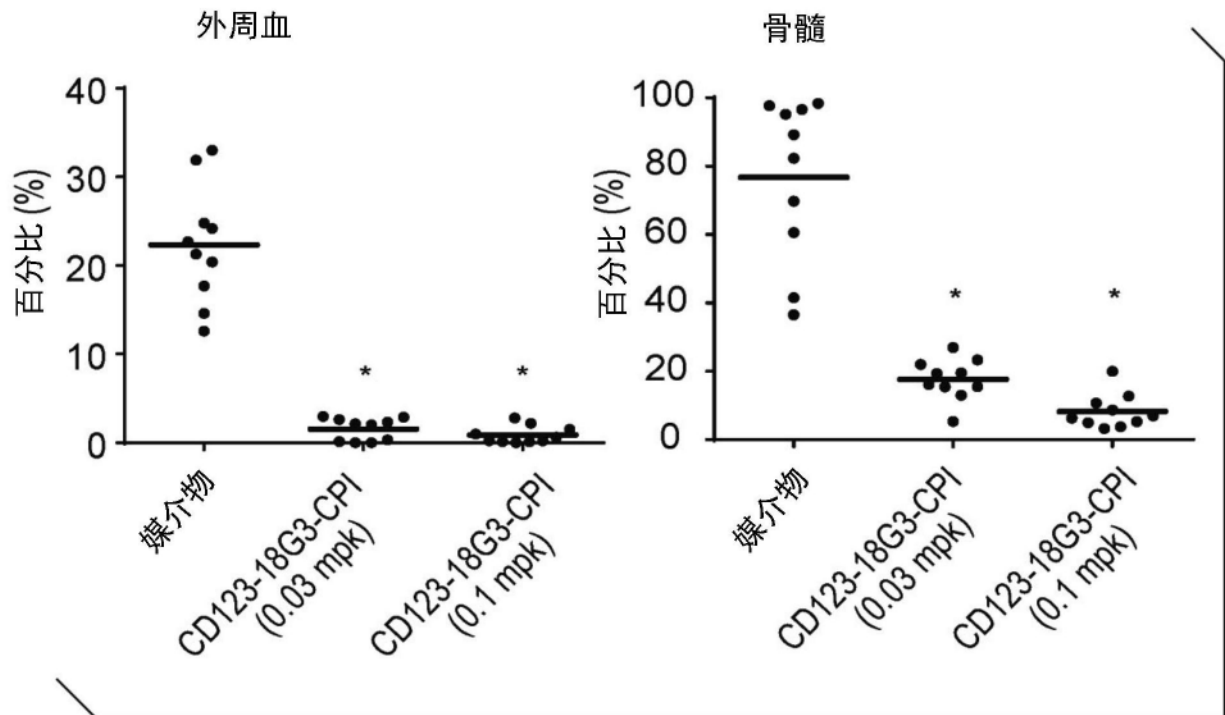 外周血
百分比 (%)
40
30
20
10
0
*
*
媒介物
CD123-18G3-CPI
(0.03 mpk)
CD123-18G3-CPI
(0.1 mpk)
骨髓
百分比 (%)
100
80
60
40
20
0
*
*
媒介物
CD123-18G3-CPI
(0.03 mpk)
CD123-18G3-CPI
(0.1 mpk)